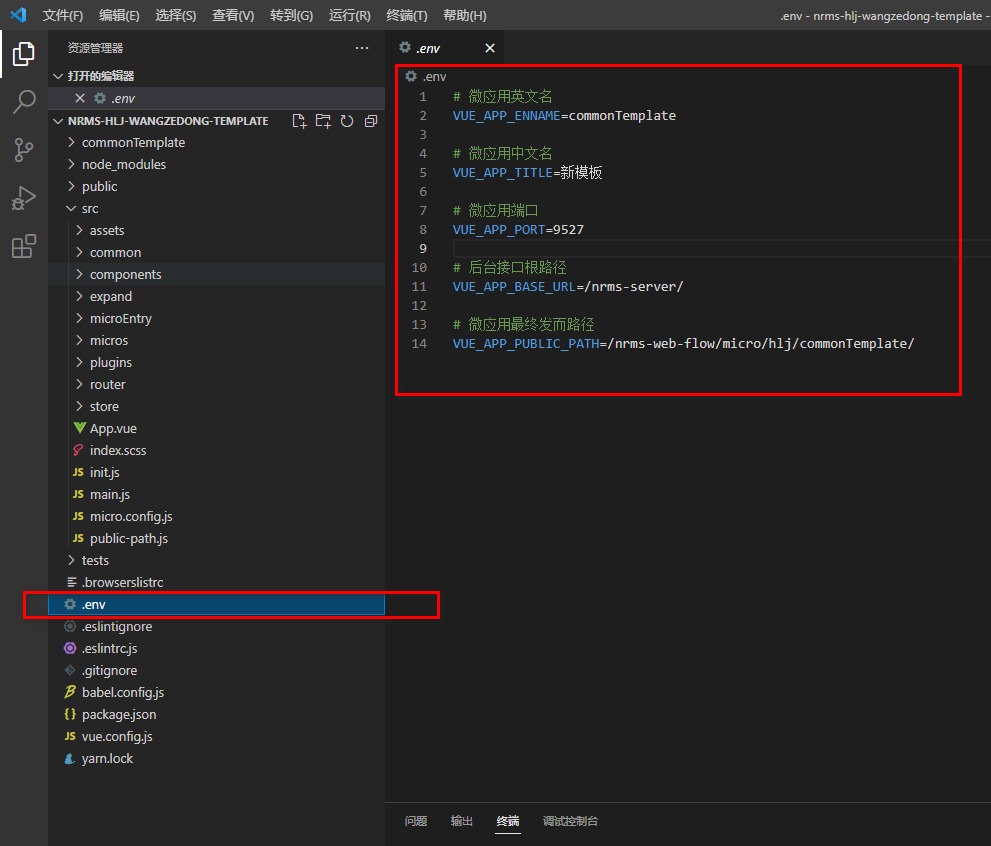 文件(F) 编辑(E) 选择(S) 查看(V) 转到(G) 运行(R) 终端(T) 帮助(H) .env - nrms-hlj-wangzedong-template -
资源管理器 ···
打开的编辑器
.env
NRMS-HLJ-WANGZEDONG-TEMPLATE
commonTemplate
node_modules
public
src
assets
common
components
expand
microEntry
micros
plugins
router
store
App.vue
index.scss
JS init.js
JS main.js
JS micro.config.js
JS public-path.js
tests
.browserslistrc
.env
.eslintignore
.eslintrc.js
.gitignore
babel.config.js
{} package.json
JS vue.config.js
yarn.lock
.env
.env
1 # 微应用英文名
2 VUE_APP_ENNAME=commonTemplate
3
4 # 微应用中文名
5 VUE_APP_TITLE=新模板
6
7 # 微应用端口
8 VUE_APP_PORT=9527
9
10 # 后台接口根路径
11 VUE_APP_BASE_URL=/nrms-server/
12
13 # 微应用最终发而路径
14 VUE_APP_PUBLIC_PATH=/nrms-web-flow/micro/hlj/commonTemplate/
问题 输出 终端 调试控制台